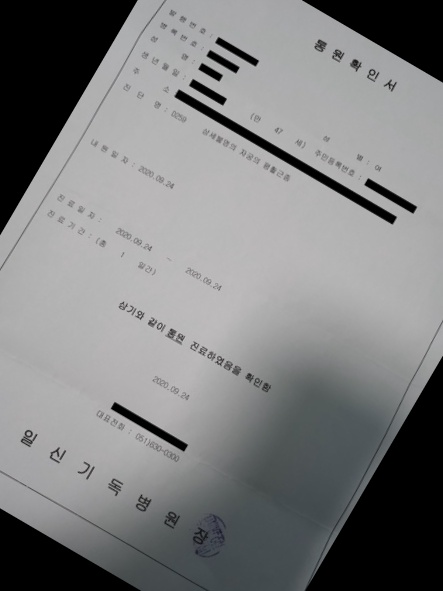 통원확인서
발행번호 :
병록번호 :
성 명 : (만 47 세) 성 별 : 여
생년월일 : 주민등록번호 :
주 소 :
진 단 명 : 0259 상세불명의 자궁의 평활근종
내원일자 : 2020.09.24
진료일자 : 2020.09.24 ~ 2020.09.24
진료기간 : (총 1 일간)
상기와 같이 통원 진료하였음을 확인함
2020.09.24
대표전화 : 051)630-0300
일신기독병원장